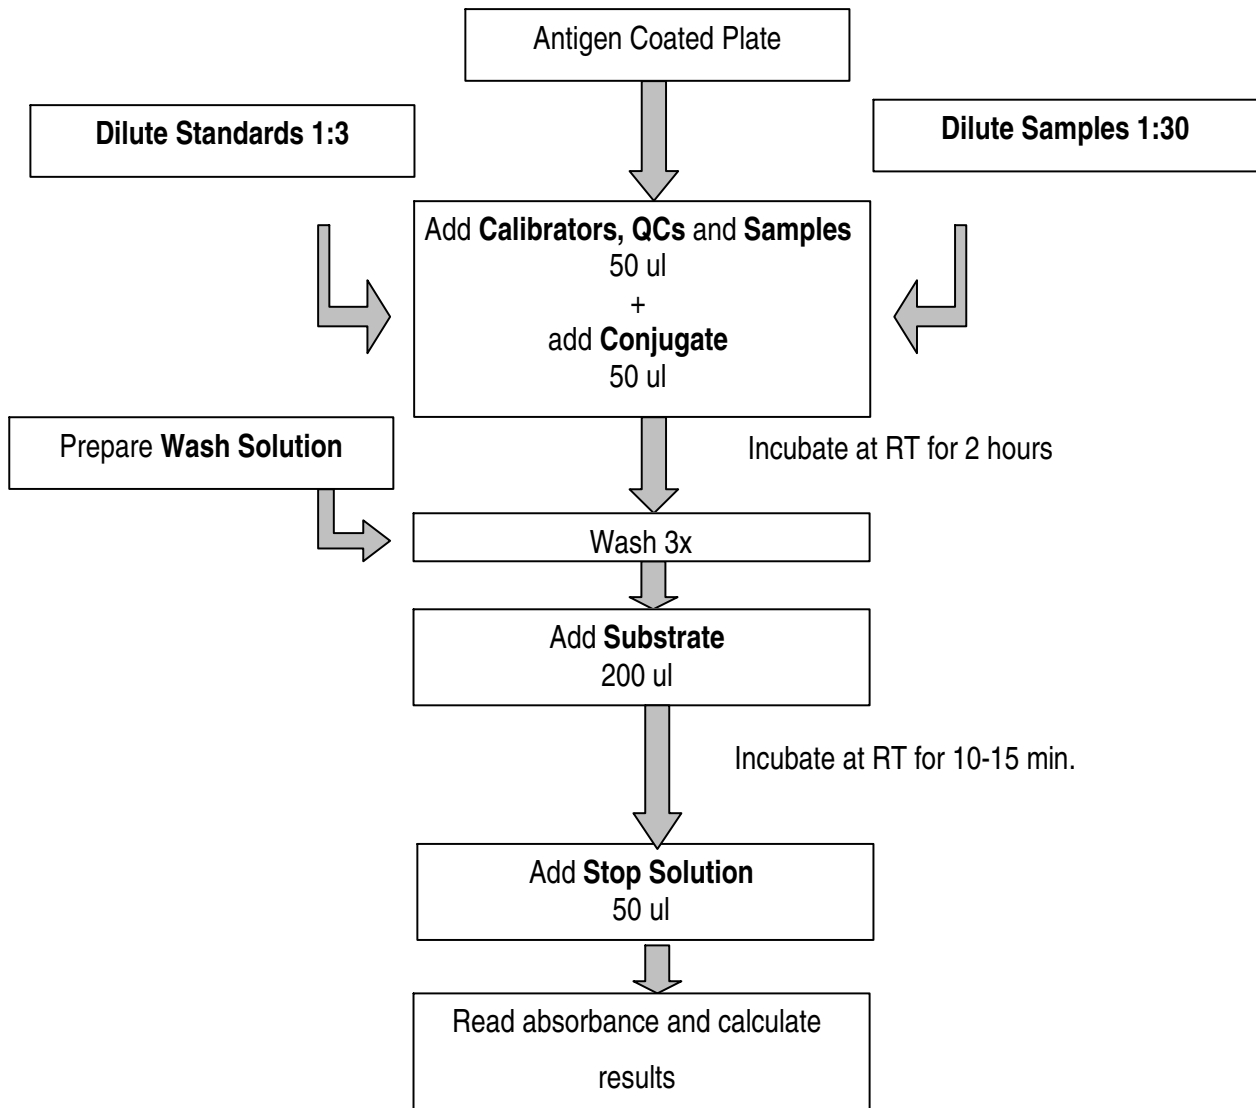 Antigen Coated Plate
Dilute Standards 1:3
Dilute Samples 1:30
Add Calibrators, QCs and Samples
50 ul
+
add Conjugate
50 ul
Prepare Wash Solution
Incubate at RT for 2 hours
Wash 3x
Add Substrate
200 ul
Incubate at RT for 10-15 min.
Add Stop Solution
50 ul
Read absorbance and calculate
results